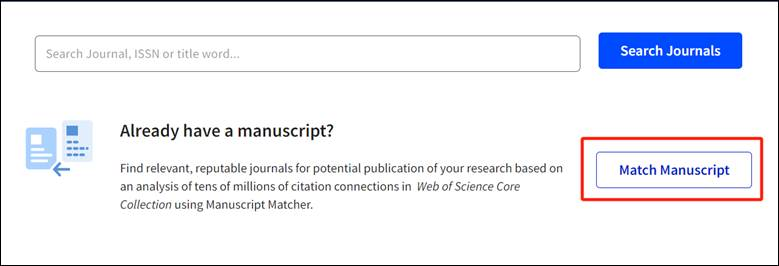 Search Journal, ISSN or title word...
Search Journals
Already have a manuscript?
Find relevant, reputable journals for potential publication of your research based on
an analysis of tens of millions of citation connections in Web of Science Core
Collection using Manuscript Matcher.
Match Manuscript